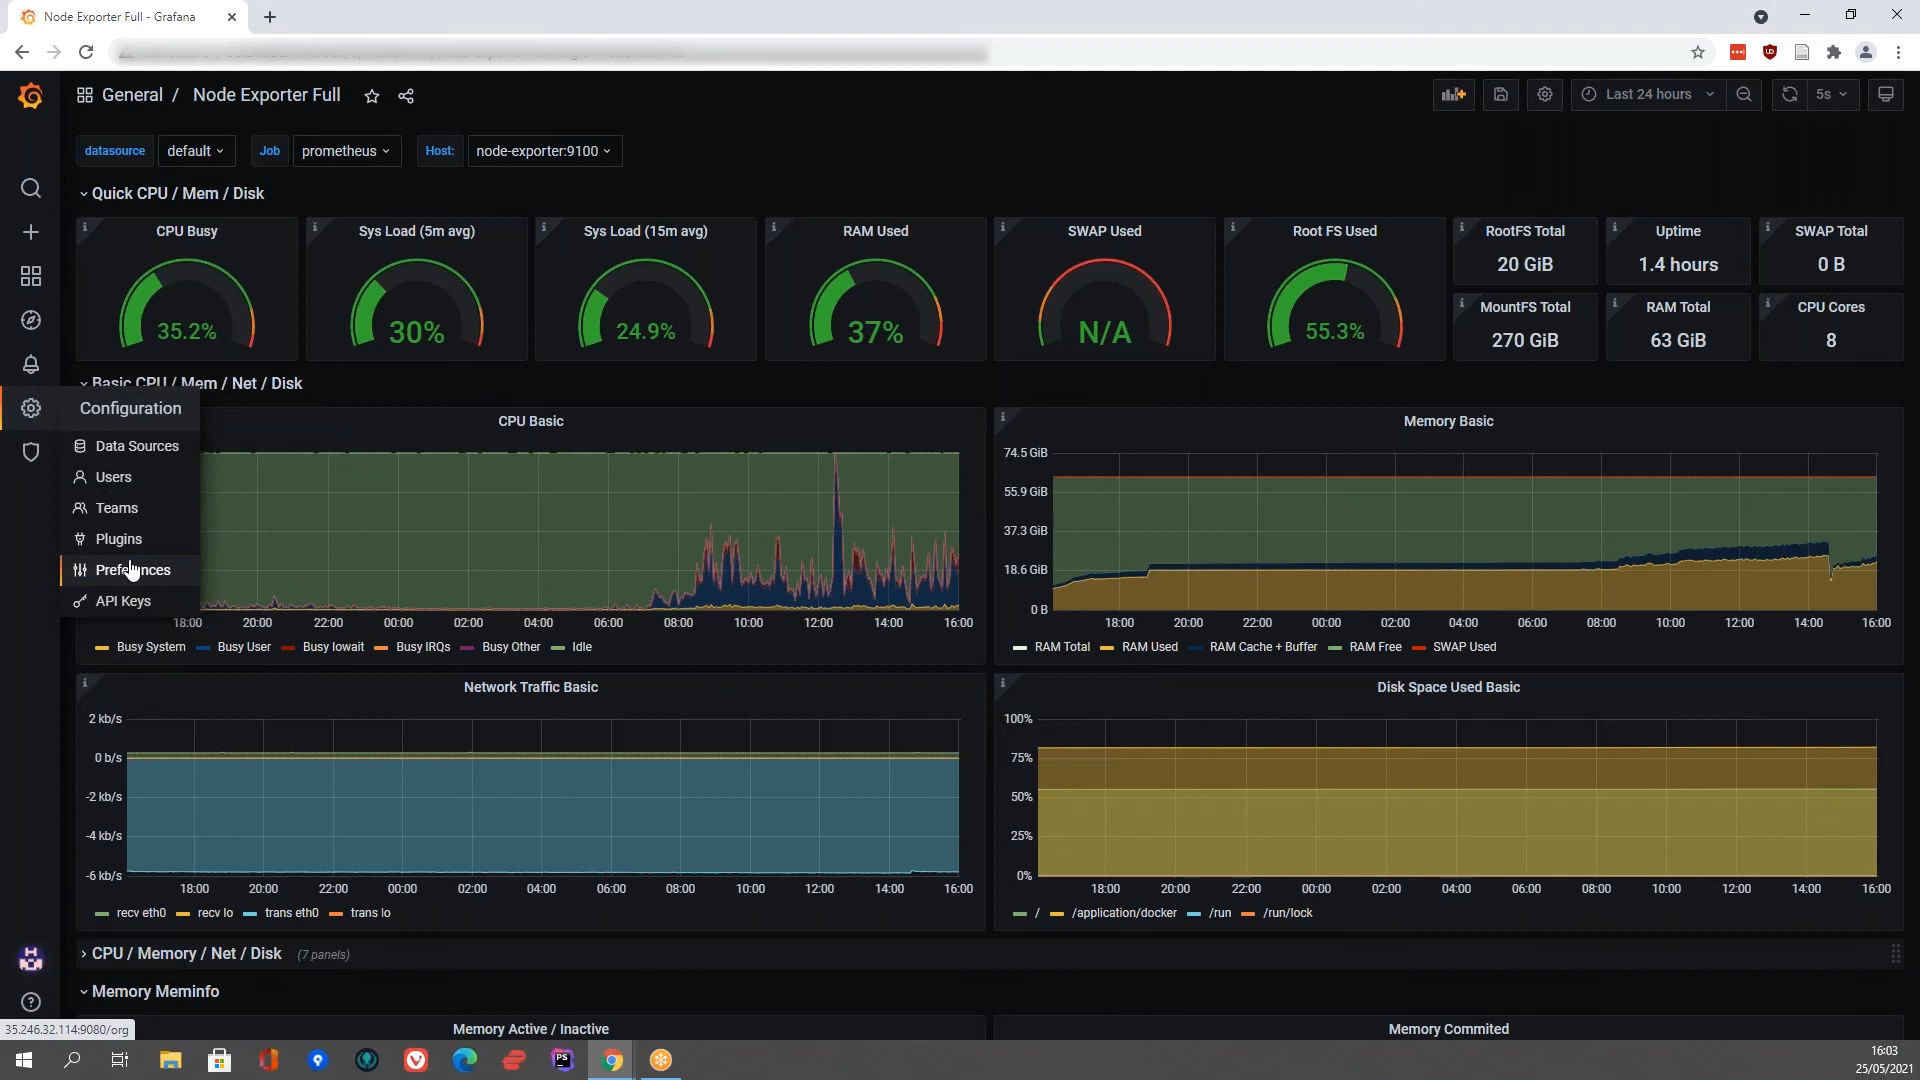 Node Exporter Full - Grafana
General / Node Exporter Full
Last 24 hours
5s
datasource default Job prometheus Host: node-exporter:9100
Quick CPU / Mem / Disk
CPU Busy
35.2%
Sys Load (5m avg)
30%
Sys Load (15m avg)
24.9%
RAM Used
37%
SWAP Used
N/A
Root FS Used
55.3%
RootFS Total
20 GiB
Uptime
1.4 hours
SWAP Total
0 B
MountFS Total
270 GiB
RAM Total
63 GiB
CPU Cores
8
Basic CPU / Mem / Net / Disk
Configuration
Data Sources
Users
Teams
Plugins
Preferences
API Keys
CPU Basic
18:00 20:00 22:00 00:00 02:00 04:00 06:00 08:00 10:00 12:00 14:00 16:00
Busy System Busy User Busy Iowait Busy IRQs Busy Other Idle
Memory Basic
74.5 GiB
55.9 GiB
37.3 GiB
18.6 GiB
0 B
18:00 20:00 22:00 00:00 02:00 04:00 06:00 08:00 10:00 12:00 14:00 16:00
RAM Total RAM Used RAM Cache + Buffer RAM Free SWAP Used
Network Traffic Basic
2 kb/s
0 b/s
-2 kb/s
-4 kb/s
-6 kb/s
18:00 20:00 22:00 00:00 02:00 04:00 06:00 08:00 10:00 12:00 14:00 16:00
recv eth0 recv lo trans eth0 trans lo
Disk Space Used Basic
100%
75%
50%
25%
0%
18:00 20:00 22:00 00:00 02:00 04:00 06:00 08:00 10:00 12:00 14:00 16:00
/ /application/docker /run /run/lock
CPU / Memory / Net / Disk (7 panels)
Memory Meminfo
Memory Active / Inactive
Memory Commited
35.246.32.114:9080/org
PS
16:03
25/05/2021